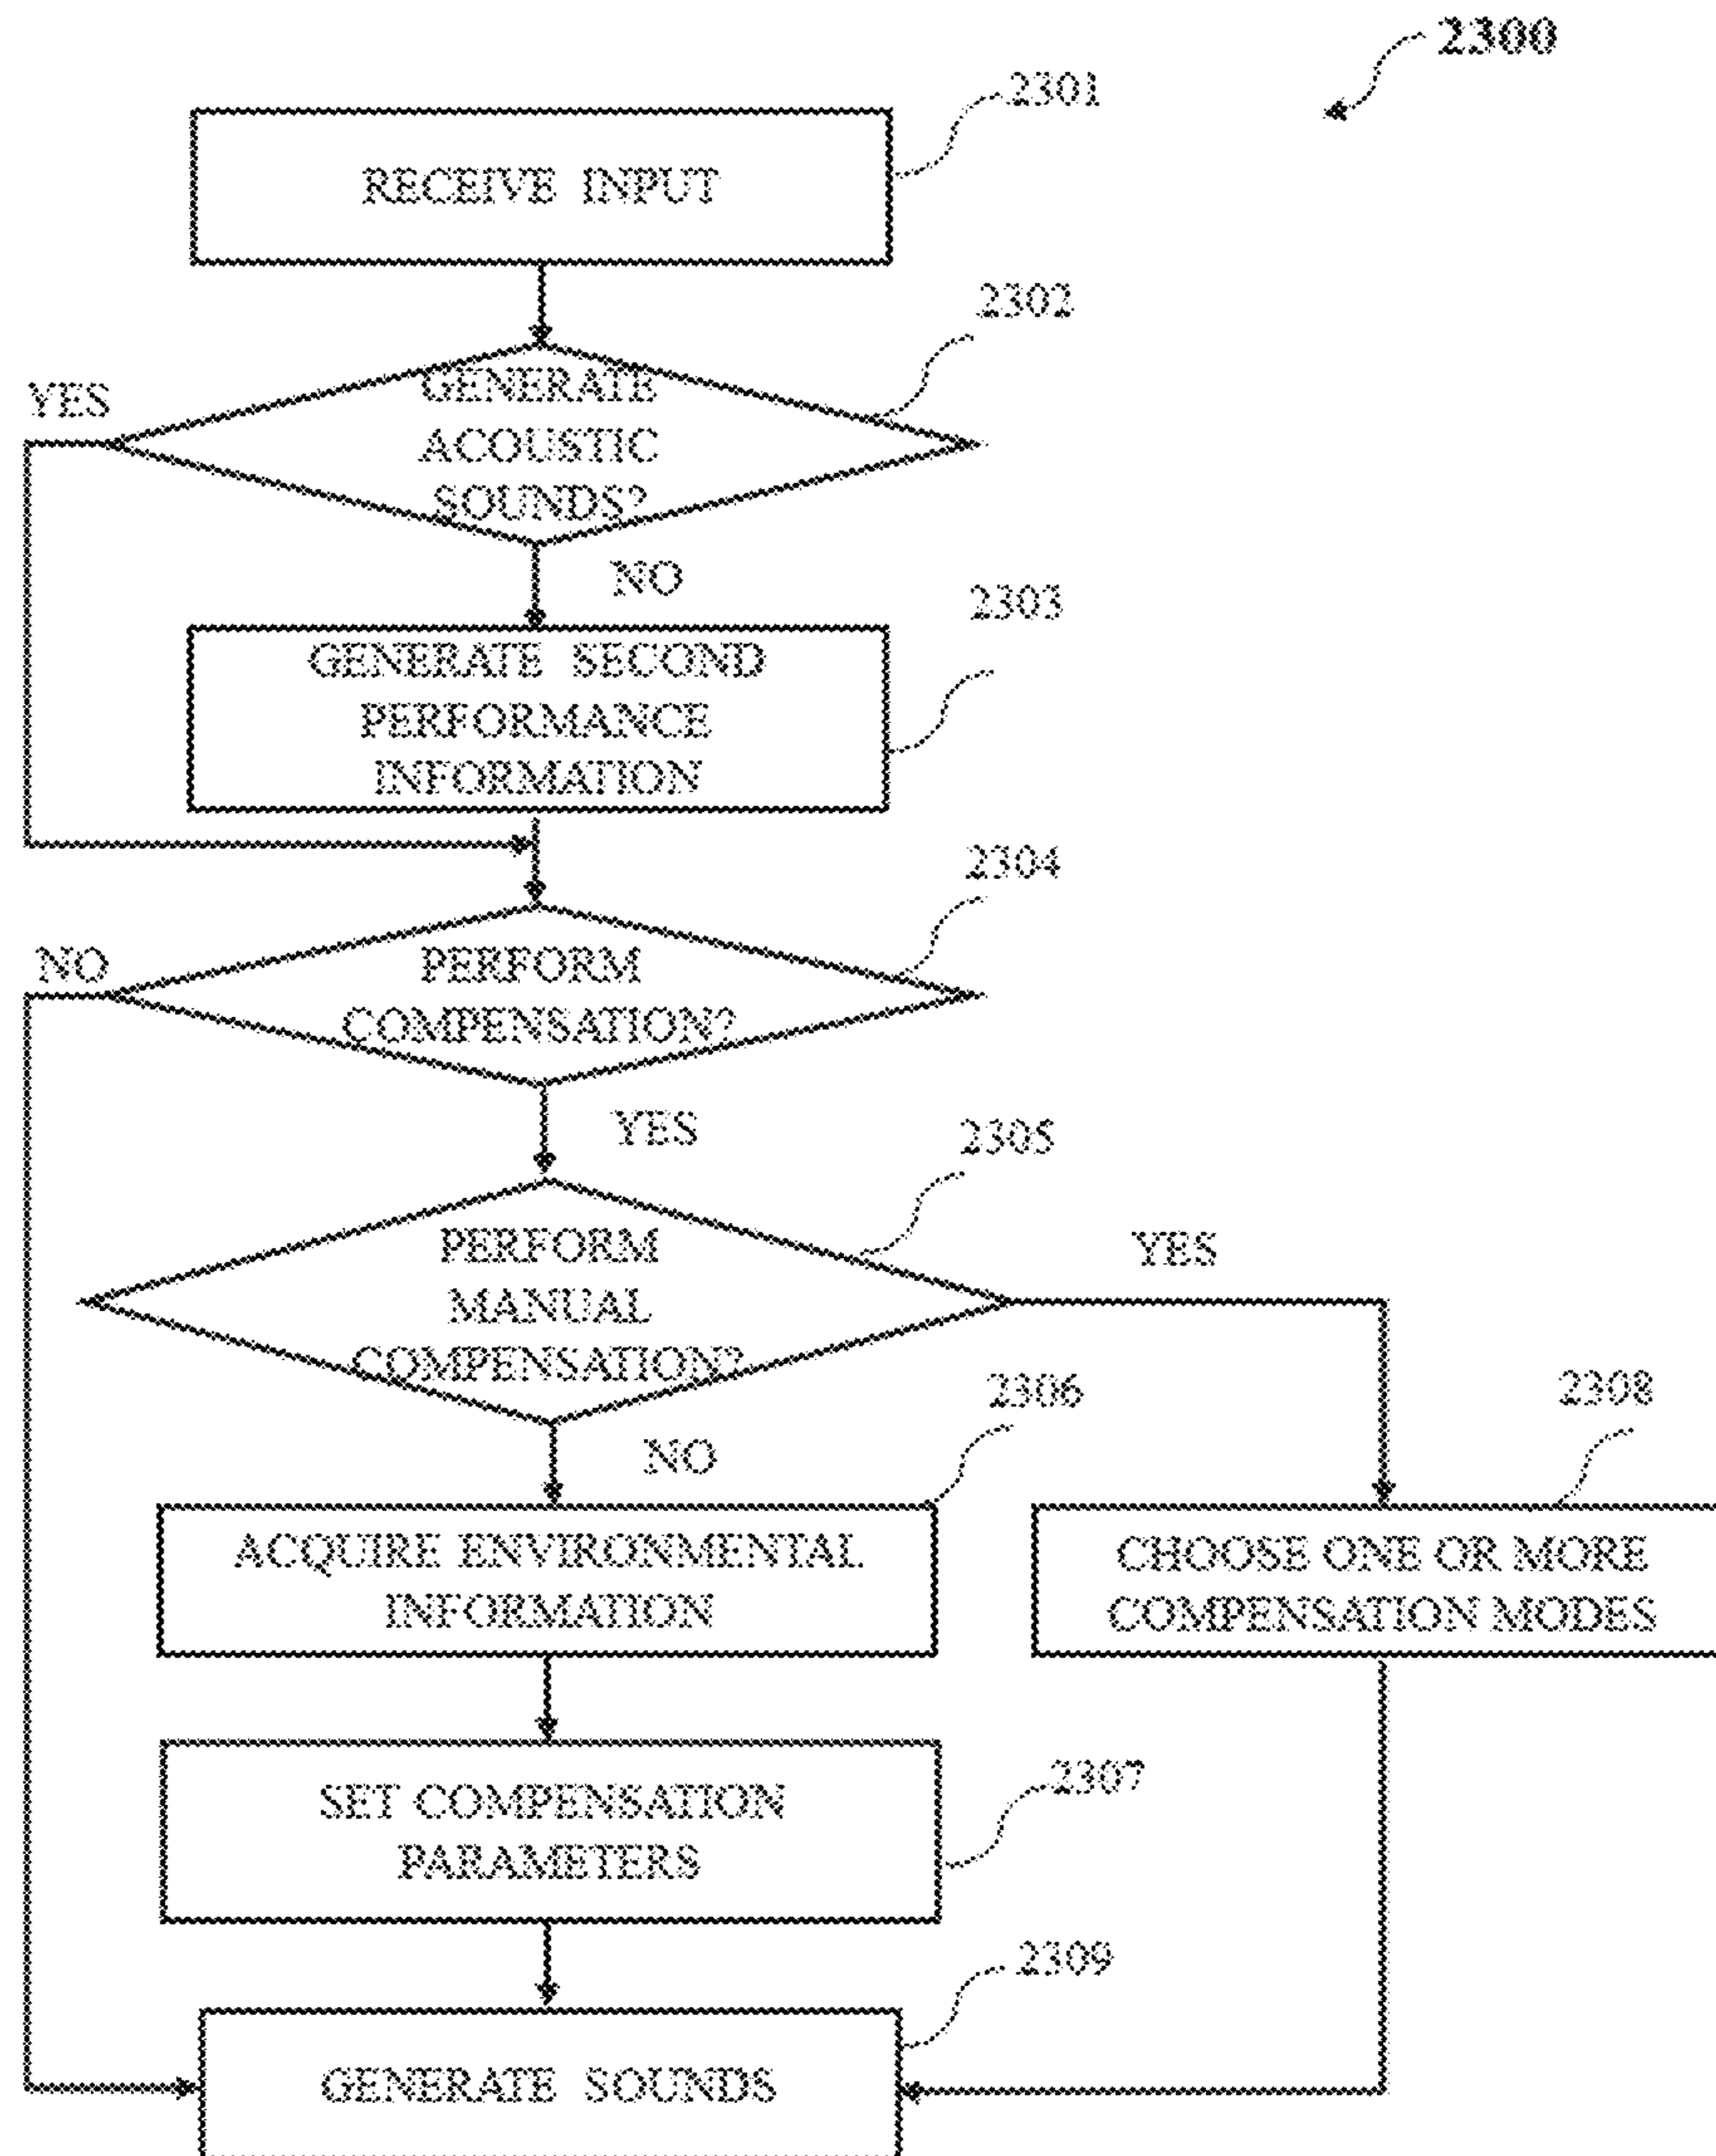 2300
2301
RECEIVE INPUT
2302
YES
GENERATE
ACOUSTIC
SOUNDS?
NO
2303
GENERATE SECOND
PERFORMANCE
INFORMATION
2304
NO
PERFORM
COMPENSATION?
YES
2305
PERFORM
MANUAL
COMPENSATION?
YES
2306
2308
NO
ACQUIRE ENVIRONMENTAL
INFORMATION
CHOOSE ONE OR MORE
COMPENSATION MODES
2307
SET COMPENSATION
PARAMETERS
2309
GENERATE SOUNDS